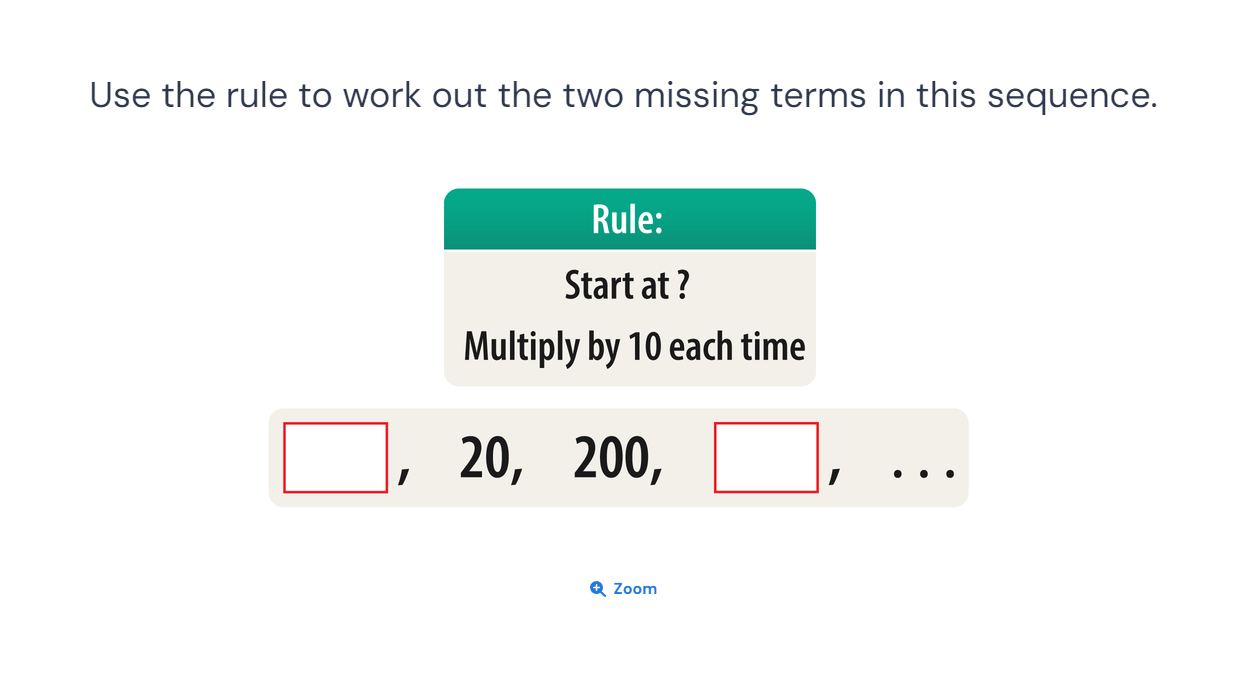 Use the rule to work out the two missing terms in this sequence.
Rule:
Start at ?
Multiply by 10 each time
, 20, 200, , ...
Zoom